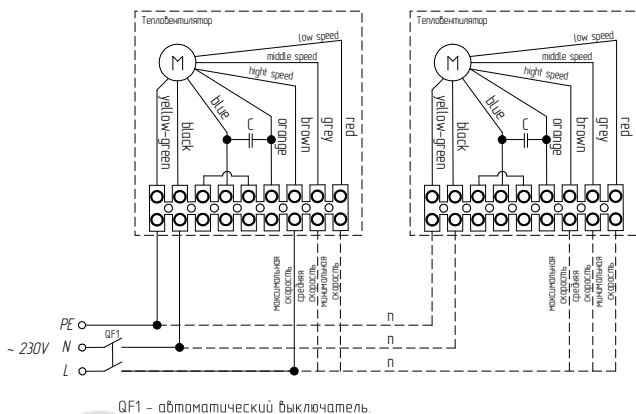 Тепловентилятор
Тепловентилятор
low speed
middle speed
hight speed
M
yellow-green
black
blue
C
orange
brown
grey
red
low speed
middle speed
hight speed
M
yellow-green
black
blue
C
orange
brown
grey
red
максимальная скорость
средняя скорость
минимальная скорость
максимальная скорость
средняя скорость
минимальная скорость
PE
n
QF1
~ 230V
N
n
L
n
QF1 – автоматический выключатель.